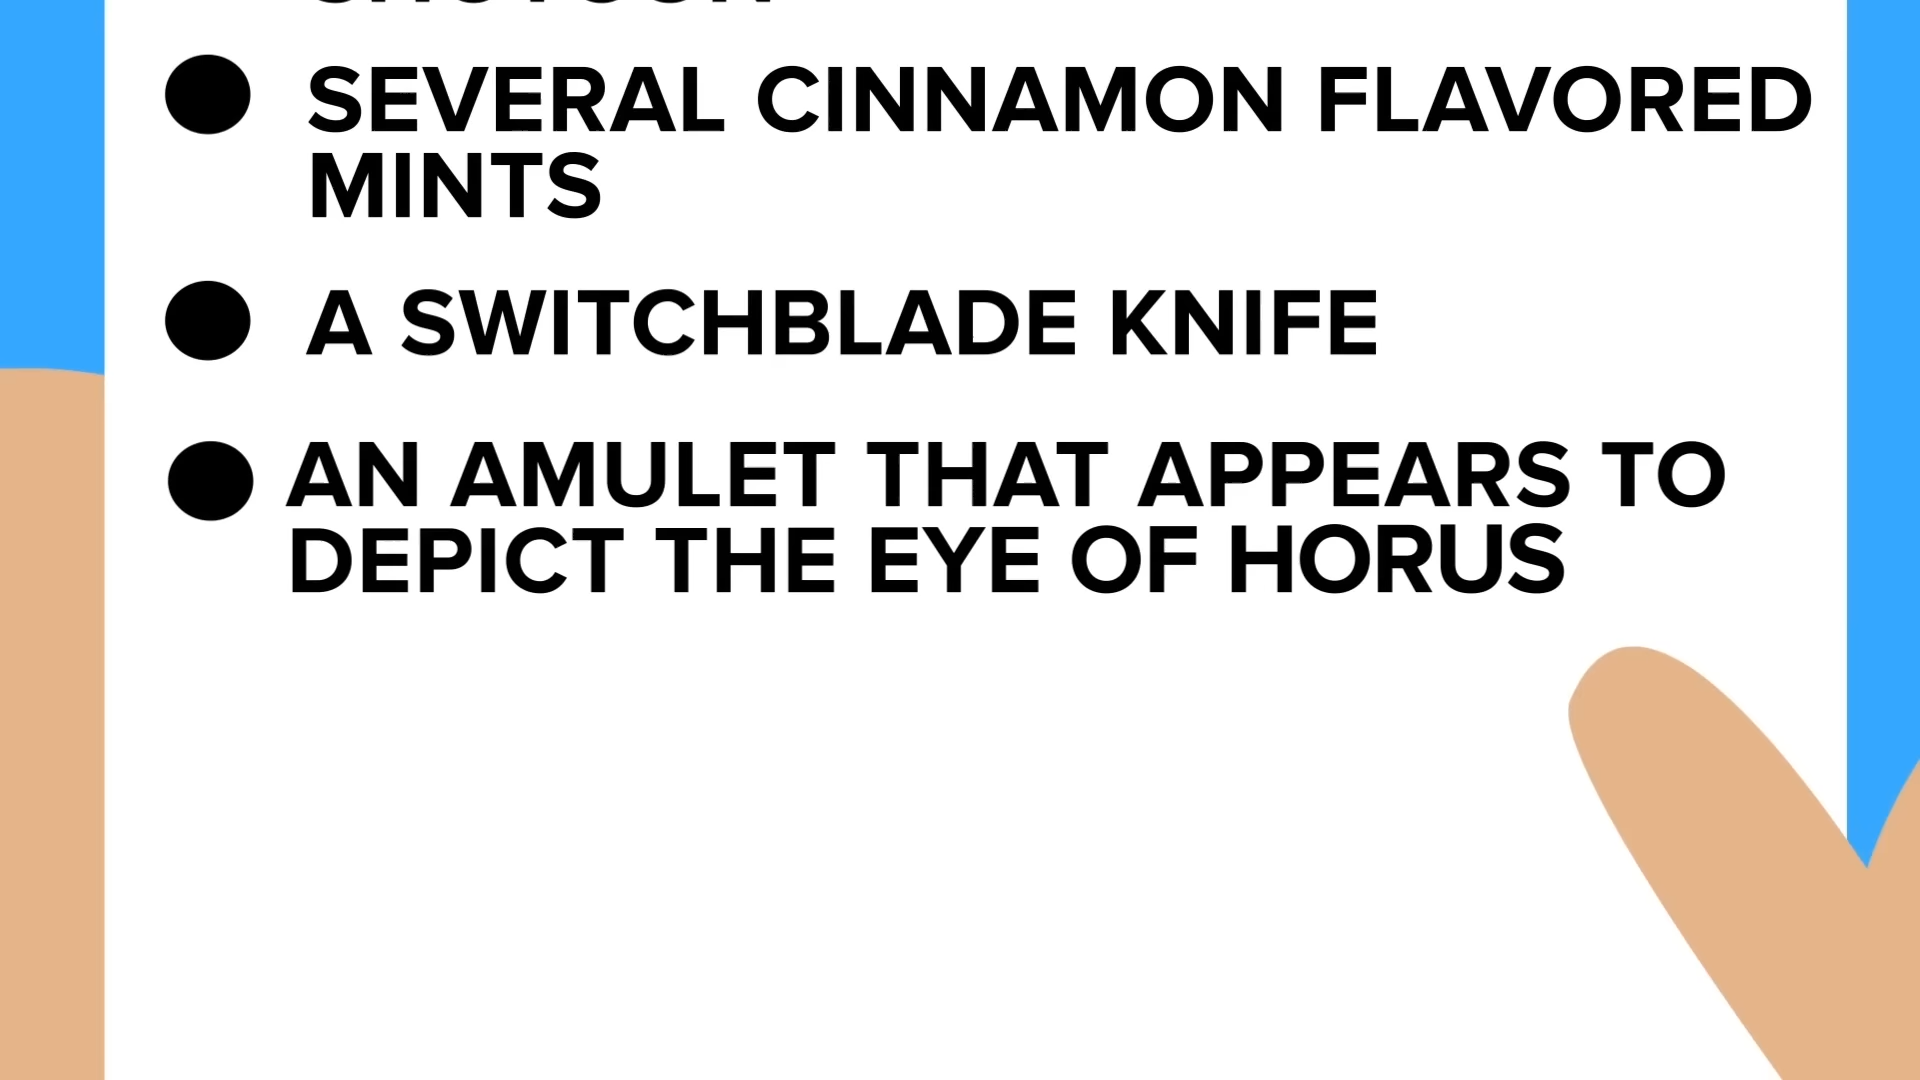 ● SEVERAL CINNAMON FLAVORED
MINTS
● A SWITCHBLADE KNIFE
● AN AMULET THAT APPEARS TO
DEPICT THE EYE OF HORUS